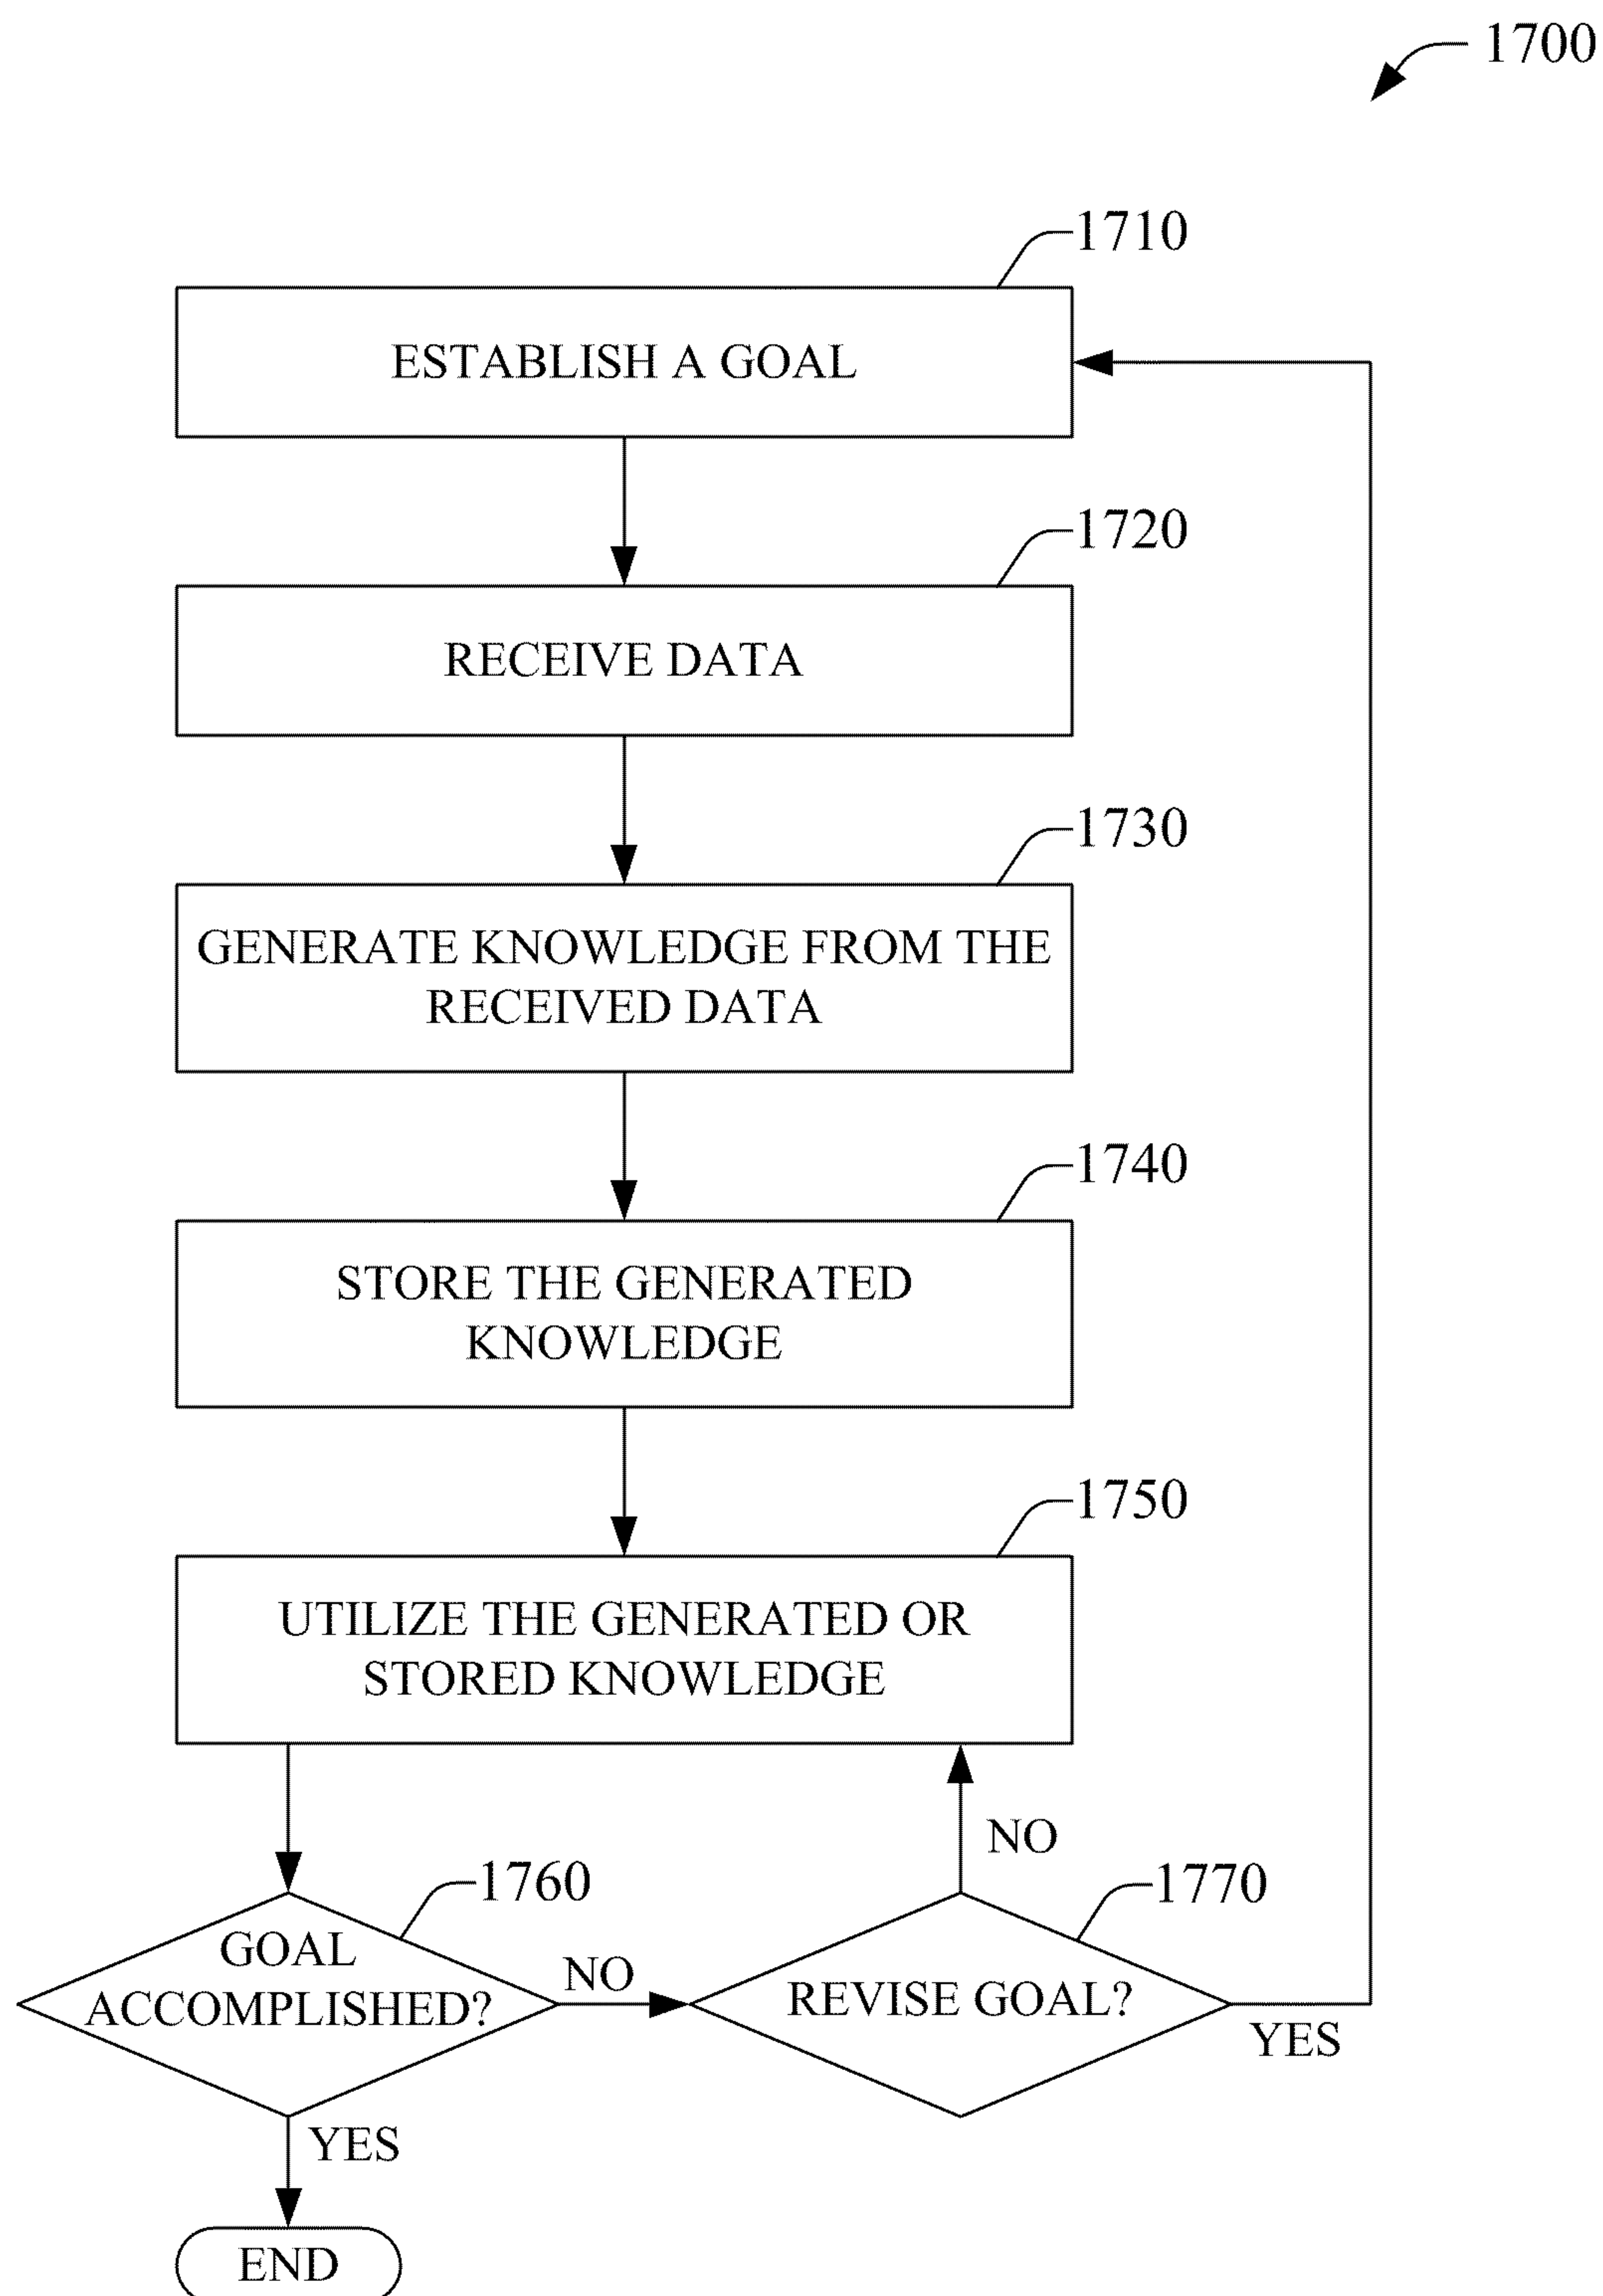 1700
1710
ESTABLISH A GOAL
1720
RECEIVE DATA
1730
GENERATE KNOWLEDGE FROM THE
RECEIVED DATA
1740
STORE THE GENERATED
KNOWLEDGE
1750
UTILIZE THE GENERATED OR
STORED KNOWLEDGE
NO
1760
1770
GOAL
ACCOMPLISHED?
NO
REVISE GOAL?
YES
YES
END